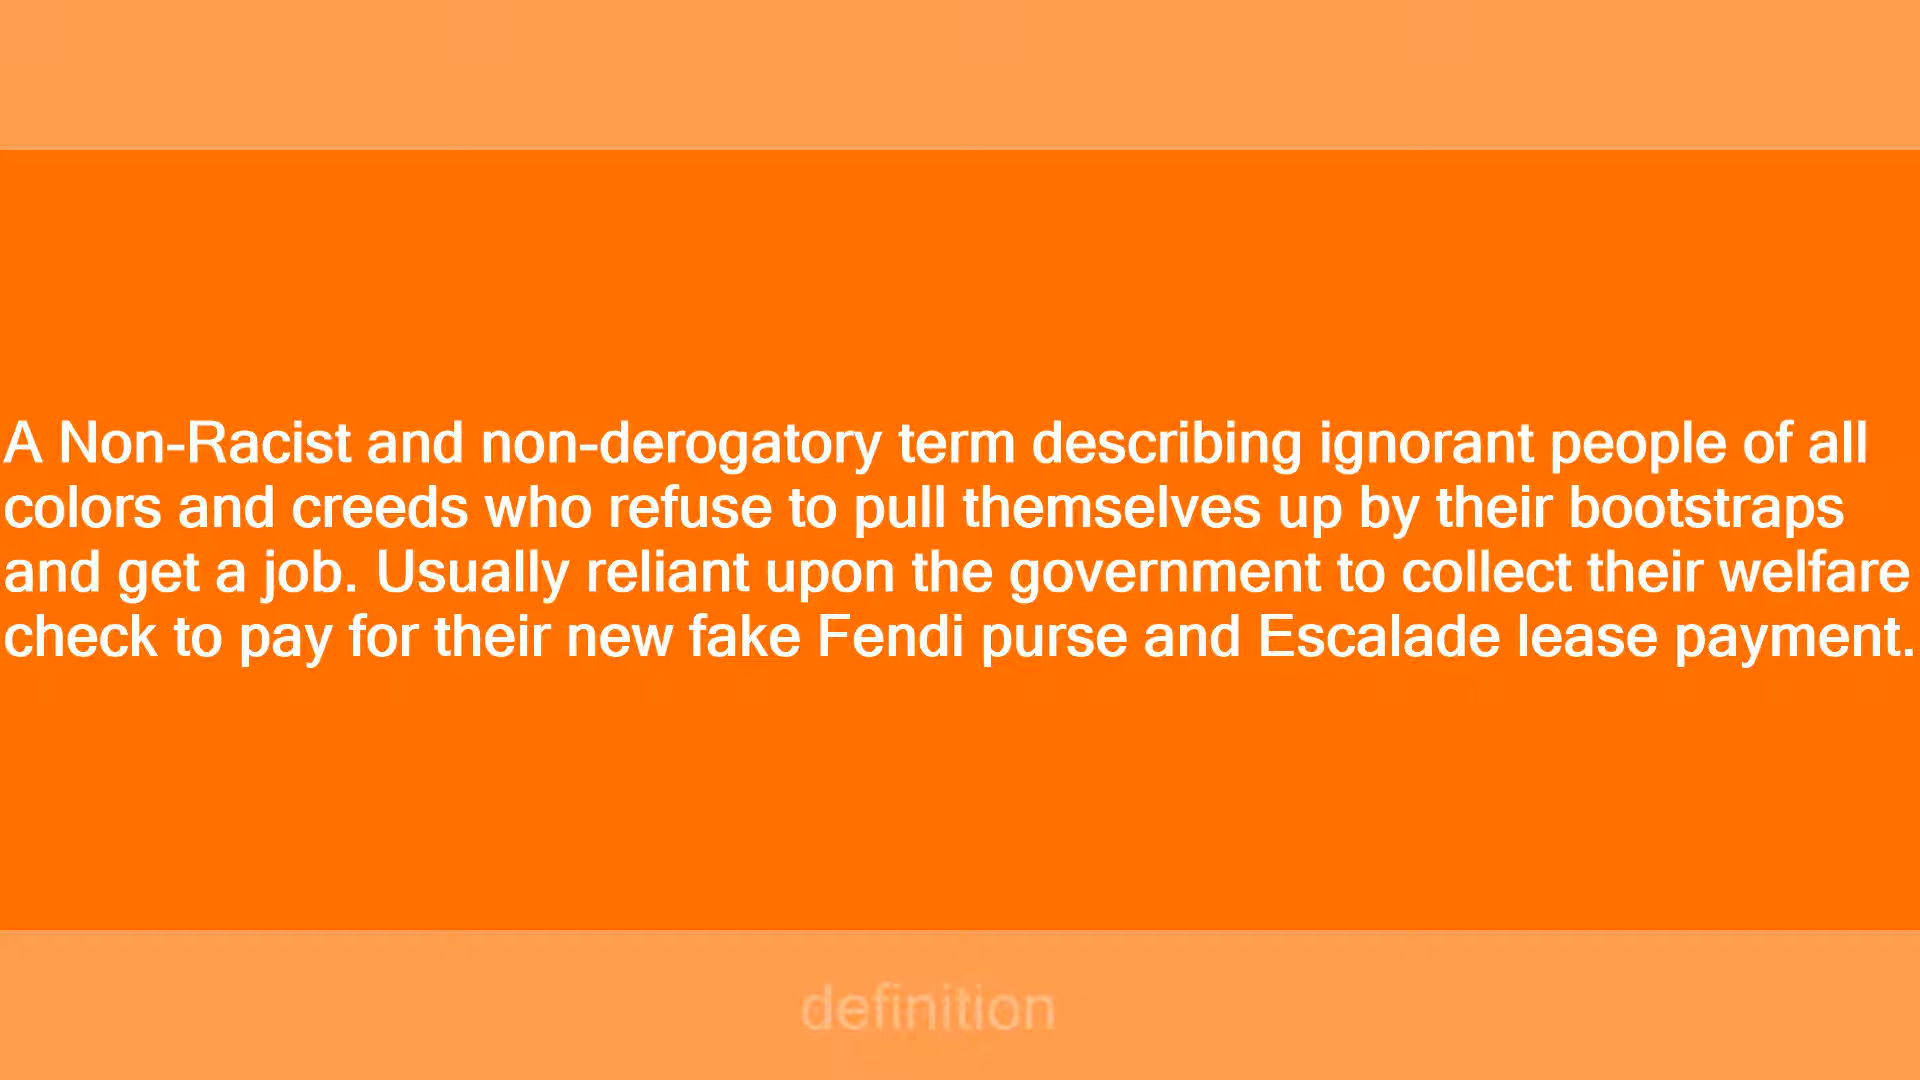 A Non-Racist and non-derogatory term describing ignorant people of all
colors and creeds who refuse to pull themselves up by their bootstraps
and get a job. Usually reliant upon the government to collect their welfare
check to pay for their new fake Fendi purse and Escalade lease payment.
definition